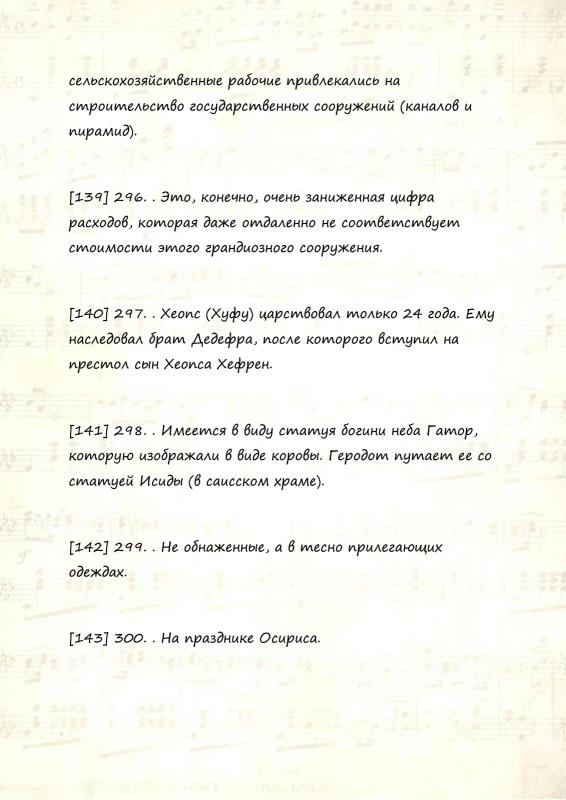 сельскохозяйственные рабочие привлекались на
строительство государственных сооружений (каналов и
пирамид).
[139] 296. . Это, конечно, очень заниженная цифра
расходов, которая даже отдаленно не соответствует
стоимости этого грандиозного сооружения.
[140] 297. . Хеопс (Хуфу) царствовал только 24 года. Ему
наследовал брат Дедефра, после которого вступил на
престол сын Хеопса Хефрен.
[141] 298. . Имеется в виду статуя богини неба Гатор,
которую изображали в виде коровы. Геродот путает ее со
статуей Исиды (в саисском храме).
[142] 299. . Не обнаженные, а в тесно прилегающих
одеждах.
[143] 300. . На празднике Осириса.